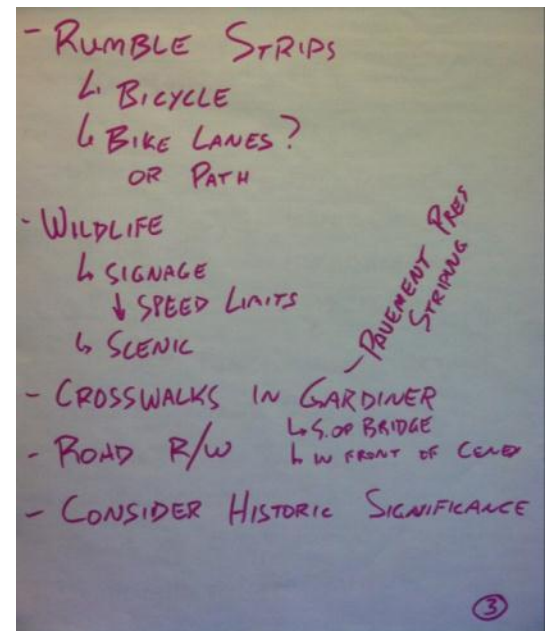 - RUMBLE STRIPS
↳ BICYCLE
↳ BIKE LANES?
OR PATH
- WILDLIFE
↳ SIGNAGE
↓ SPEED LIMITS
↳ SCENIC
- PAVEMENT PRES
STRIPING
- CROSSWALKS IN GARDINER
↳ S. OF BRIDGE
- ROAD R/W
↳ IN FRONT OF
- CONSIDER HISTORIC SIGNIFICANCE
3